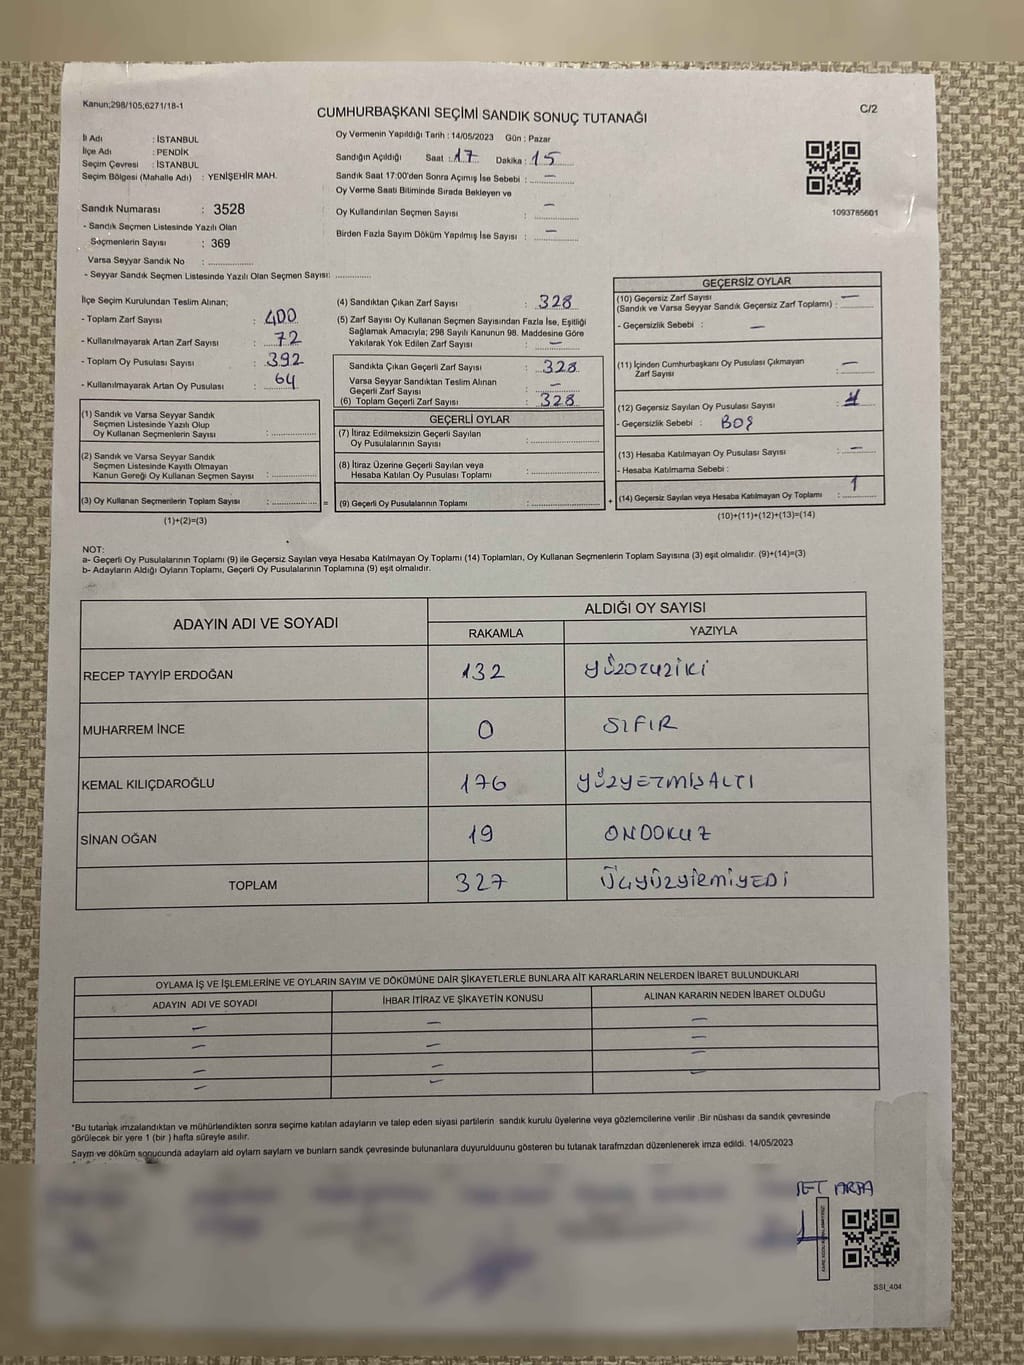 Kanun;298/105;6271/18-1
C/2
CUMHURBAŞKANI SEÇİMİ SANDIK SONUÇ TUTANAĞI
İl Adı : İSTANBUL
İlçe Adı : PENDİK
Seçim Çevresi : İSTANBUL
Seçim Bölgesi (Mahalle Adı) : YENİŞEHİR MAH.
Sandık Numarası : 3528
- Sandık Seçmen Listesinde Yazılı Olan
Seçmenlerin Sayısı : 369
Varsa Seyyar Sandık No : ..............
- Seyyar Sandık Seçmen Listesinde Yazılı Olan Seçmen Sayısı: ............
Oy Vermenin Yapıldığı Tarih : 14/05/2023 Gün : Pazar
Sandığın Açıldığı Saat : 17 Dakika : 15
Sandık Saat 17:00'den Sonra Açımış İse Sebebi : —
Oy Verme Saati Bitiminde Sırada Bekleyen ve
Oy Kullandırılan Seçmen Sayısı : —
Birden Fazla Sayım Döküm Yapılmış İse Sayısı : —
1093785601
İlçe Seçim Kurulundan Teslim Alınan;
- Toplam Zarf Sayısı : 400
- Kullanılmayarak Artan Zarf Sayısı : 72
- Toplam Oy Pusulası Sayısı : 392
- Kullanılmayarak Artan Oy Pusulası : 64
(1) Sandık ve Varsa Seyyar Sandık
Seçmen Listesinde Yazılı Olup
Oy Kullanan Seçmenlerin Sayısı : ..............
(2) Sandık ve Varsa Seyyar Sandık
Seçmen Listesinde Kayıtlı Olmayan
Kanun Gereği Oy Kullanan Seçmen Sayısı : ..............
(3) Oy Kullanan Seçmenlerin Toplam Sayısı : .............. =
(1)+(2)=(3)
(4) Sandıktan Çıkan Zarf Sayısı : 328
(5) Zarf Sayısı Oy Kullanan Seçmen Sayısından Fazla İse, Eşitliği
Sağlamak Amacıyla; 298 Sayılı Kanunun 98. Maddesine Göre
Yakılarak Yok Edilen Zarf Sayısı : —
Sandıkta Çıkan Geçerli Zarf Sayısı : 328
Varsa Seyyar Sandıktan Teslim Alınan
Geçerli Zarf Sayısı : —
(6) Toplam Geçerli Zarf Sayısı : 328
GEÇERLİ OYLAR
(7) İtiraz Edilmeksizin Geçerli Sayılan
Oy Pusulalarının Sayısı : ..............
(8) İtiraz Üzerine Geçerli Sayılan veya
Hesaba Katılan Oy Pusulası Toplamı : ..............
(9) Geçerli Oy Pusulalarının Toplamı : .............. +
GEÇERSİZ OYLAR
(10) Geçersiz Zarf Sayısı —
(Sandık ve Varsa Seyyar Sandık Geçersiz Zarf Toplamı) : ..........
- Geçersizlik Sebebi : —
(11) İçinden Cumhurbaşkanı Oy Pusulası Çıkmayan
Zarf Sayısı : —
(12) Geçersiz Sayılan Oy Pusulası Sayısı : 1
- Geçersizlik Sebebi : BOŞ
(13) Hesaba Katılmayan Oy Pusulası Sayısı : —
- Hesaba Katılmama Sebebi :
(14) Geçersiz Sayılan veya Hesaba Katılmayan Oy Toplamı : 1
(10)+(11)+(12)+(13)=(14)
NOT:
a- Geçerli Oy Pusulalarının Toplamı (9) ile Geçersiz Sayılan veya Hesaba Katılmayan Oy Toplamı (14) Toplamları, Oy Kullanan Seçmenlerin Toplam Sayısına (3) eşit olmalıdır. (9)+(14)=(3)
b- Adayların Aldığı Oyların Toplamı, Geçerli Oy Pusulalarının Toplamına (9) eşit olmalıdır.
ADAYIN ADI VE SOYADI
ALDIĞI OY SAYISI
RAKAMLA YAZIYLA
RECEP TAYYİP ERDOĞAN 132 YÜZOTUZİKİ
MUHARREM İNCE 0 SIFIR
KEMAL KILIÇDAROĞLU 176 YÜZYETMİŞALTI
SİNAN OĞAN 19 ONDOKUZ
TOPLAM 327 ÜÇYÜZYİRMİYEDİ
OYLAMA İŞ VE İŞLEMLERİNE VE OYLARIN SAYIM VE DÖKÜMÜNE DAİR ŞİKAYETLERLE BUNLARA AİT KARARLARIN NELERDEN İBARET BULUNDUKLARI
ADAYIN ADI VE SOYADI İHBAR İTİRAZ VE ŞİKAYETİN KONUSU ALINAN KARARIN NEDEN İBARET OLDUĞU
— — —
— — —
— — —
— — —
*Bu tutanak imzalandıktan ve mühürlendikten sonra seçime katılan adayların ve talep eden siyasi partilerin sandık kurulu üyelerine veya gözlemcilerine verilir .Bir nüshası da sandık çevresinde
görülecek bir yere 1 (bir ) hafta süreyle asılır.
Sayım ve döküm sonucunda adayların ald oyların sayıların ve bunların sandk çevresinde bulunanlara duyurulduunu gösteren bu tutanak tarafmzdan düzenlenerek imza edildi. 14/05/2023
ARPA
SSI_404